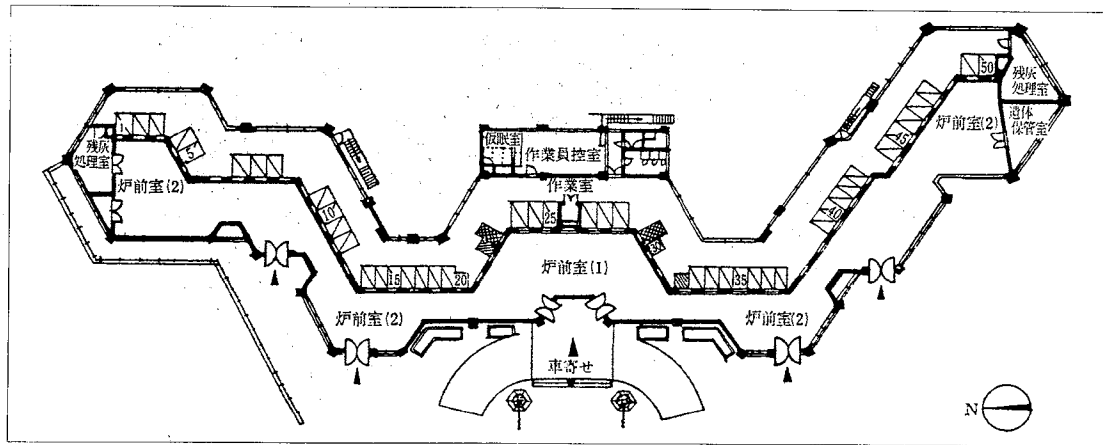 残灰
処理室
炉前室(2)
1
5
10
15
20
仮眠室
作業員控室
作業室
25
炉前室(1)
炉前室(2)
車寄せ
炉前室(2)
35
40
45
50
炉前室(2)
残灰
処理室
遺体
保管室
N